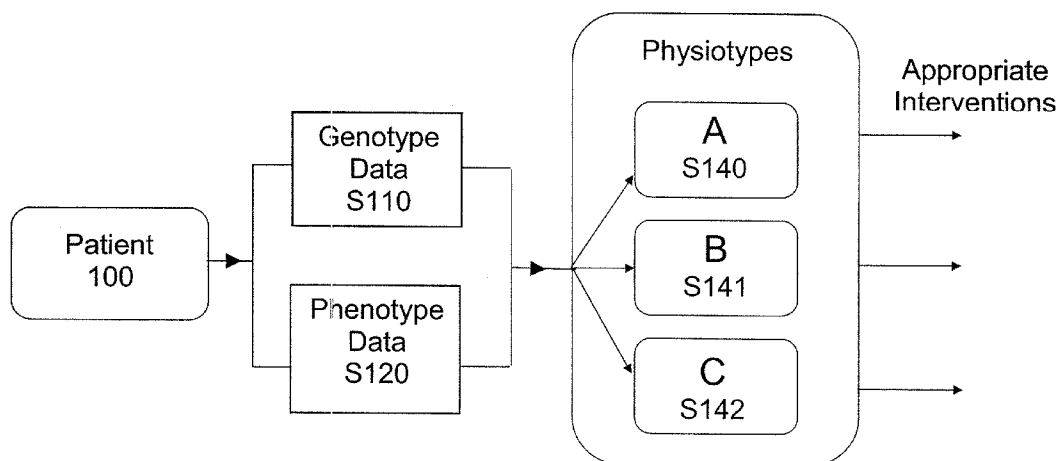 Patient
100
Genotype
Data
S110
Phenotype
Data
S120
Physiotypes
A
S140
B
S141
C
S142
Appropriate
Interventions